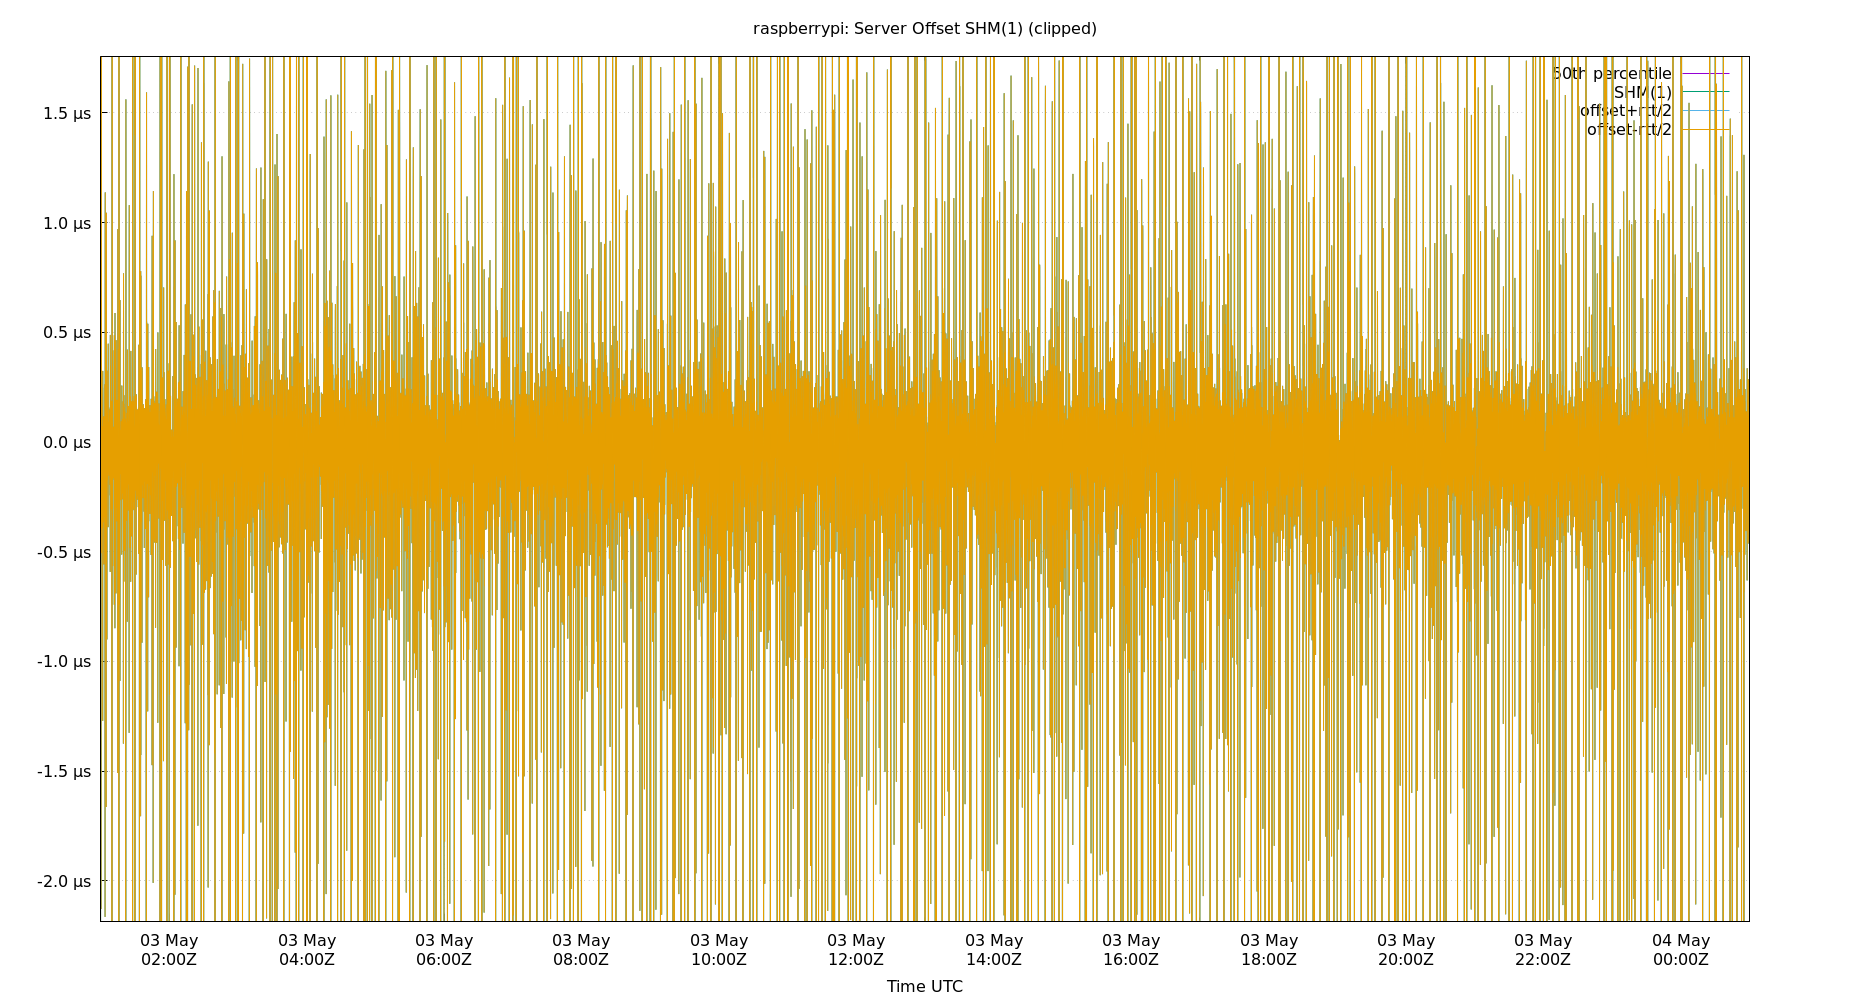 raspberrypi: Server Offset SHM(1) (clipped)
50th percentile
SHM(1)
offset+rtt/2
offset-rtt/2
1.5 µs
1.0 µs
0.5 µs
0.0 µs
-0.5 µs
-1.0 µs
-1.5 µs
-2.0 µs
03 May 03 May 03 May 03 May 03 May 03 May 03 May 03 May 03 May 03 May 03 May 04 May
02:00Z 04:00Z 06:00Z 08:00Z 10:00Z 12:00Z 14:00Z 16:00Z 18:00Z 20:00Z 22:00Z 00:00Z
Time UTC